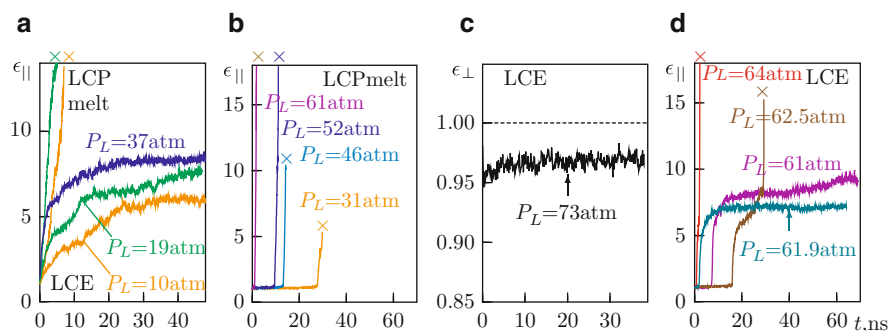 a
ϵ||
LCP
melt
P_L=37atm
P_L=19atm
LCE
P_L=10atm
10
5
0
0
10
20
30
40
b
ϵ||
LCPmelt
P_L=61atm
P_L=52atm
P_L=46atm
P_L=31atm
15
10
5
0
0
20
40
60
c
ϵ⊥
LCE
P_L=73atm
1.00
0.95
0.90
0.85
0
10
20
30
d
ϵ||
P_L=64atm
LCE
P_L=62.5atm
P_L=61atm
P_L=61.9atm
15
10
5
0
0
20
40
60
t,ns